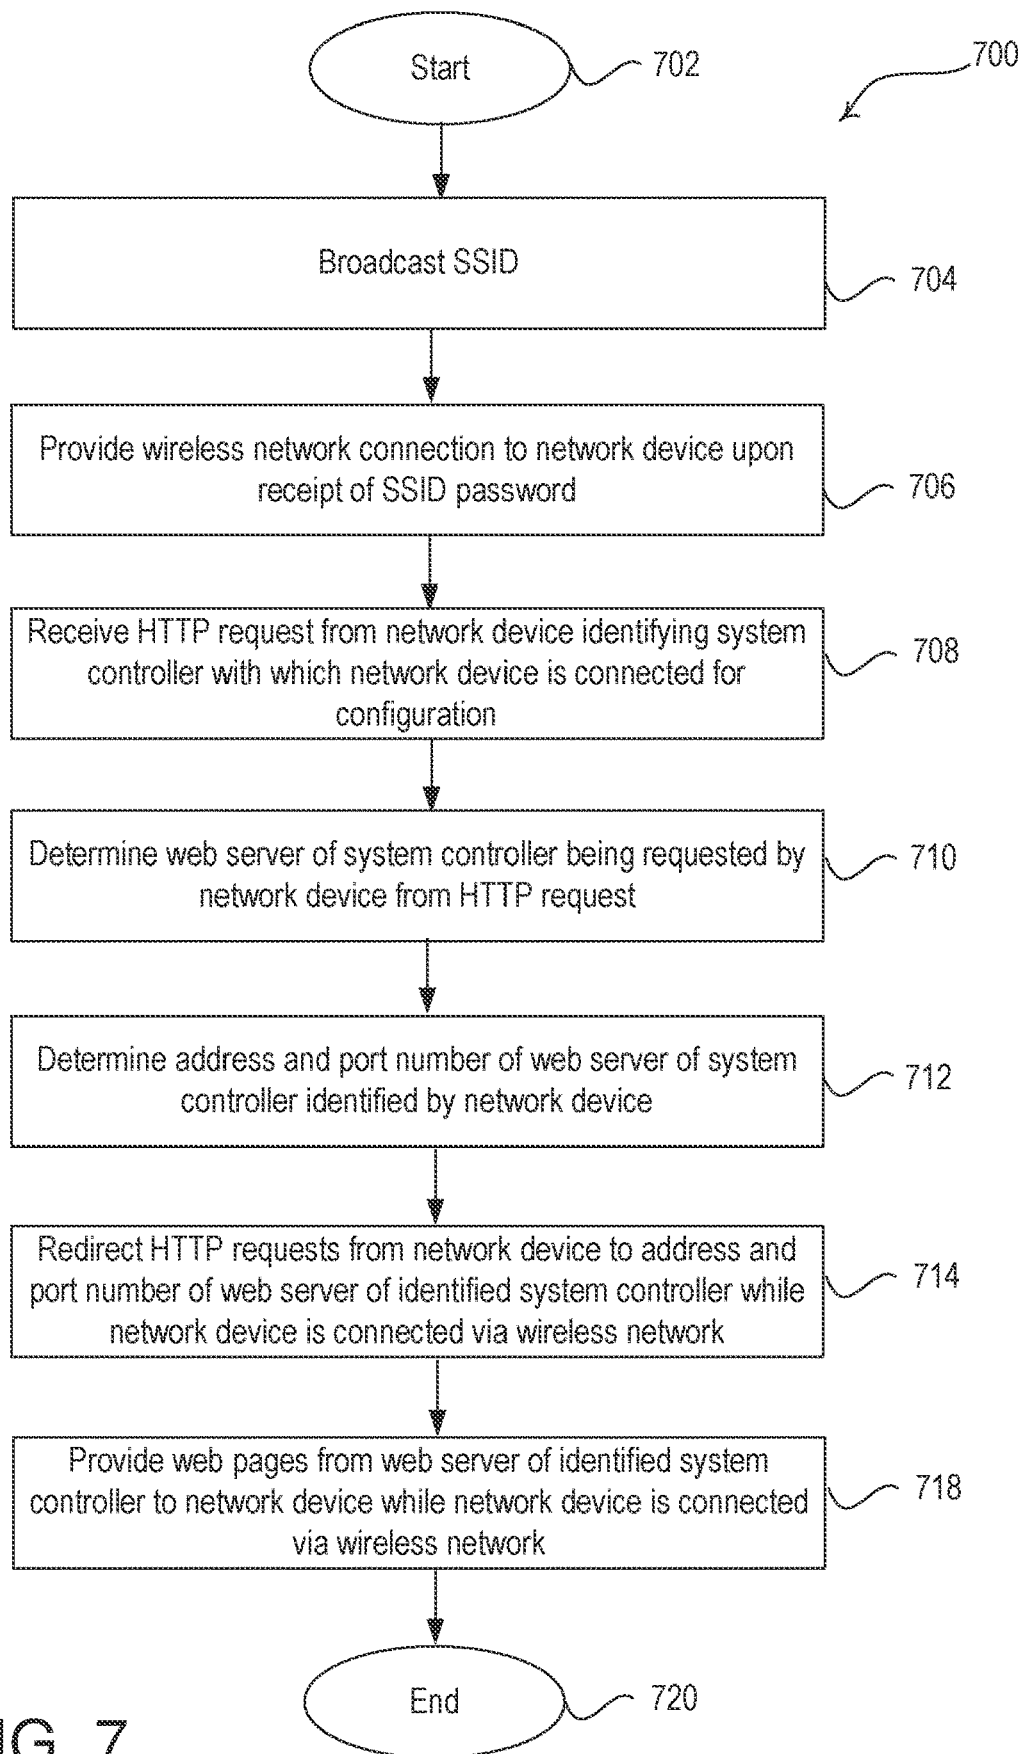 Start
702
700
Broadcast SSID
704
Provide wireless network connection to network device upon
receipt of SSID password
706
Receive HTTP request from network device identifying system
controller with which network device is connected for
configuration
708
Determine web server of system controller being requested by
network device from HTTP request
710
Determine address and port number of web server of system
controller identified by network device
712
Redirect HTTP requests from network device to address and
port number of web server of identified system controller while
network device is connected via wireless network
714
Provide web pages from web server of identified system
controller to network device while network device is connected
via wireless network
718
End
720
IG. 7